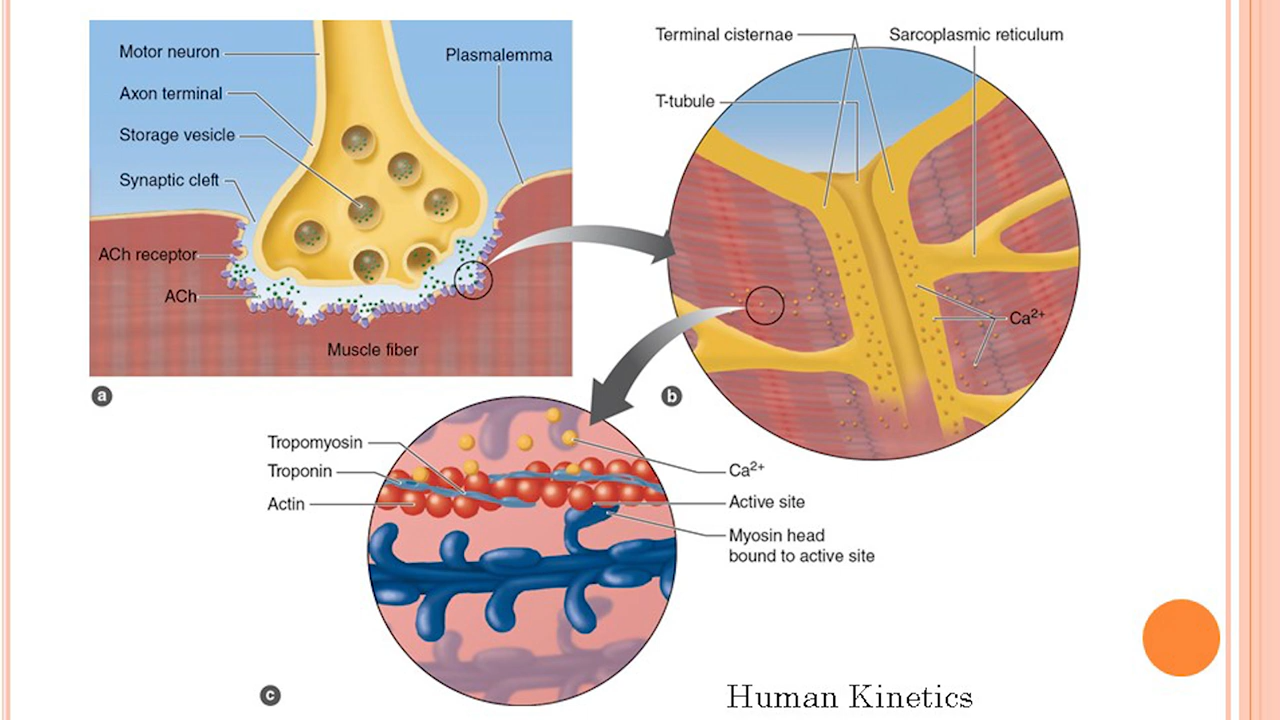 Motor neuron
Axon terminal
Storage vesicle
Synaptic cleft
ACh receptor
ACh
Plasmalemma
Muscle fiber
a
Terminal cisternae
Sarcoplasmic reticulum
T-tubule
Ca²⁺
b
Tropomyosin
Troponin
Actin
Ca²⁺
Active site
Myosin head
bound to active site
c
Human Kinetics